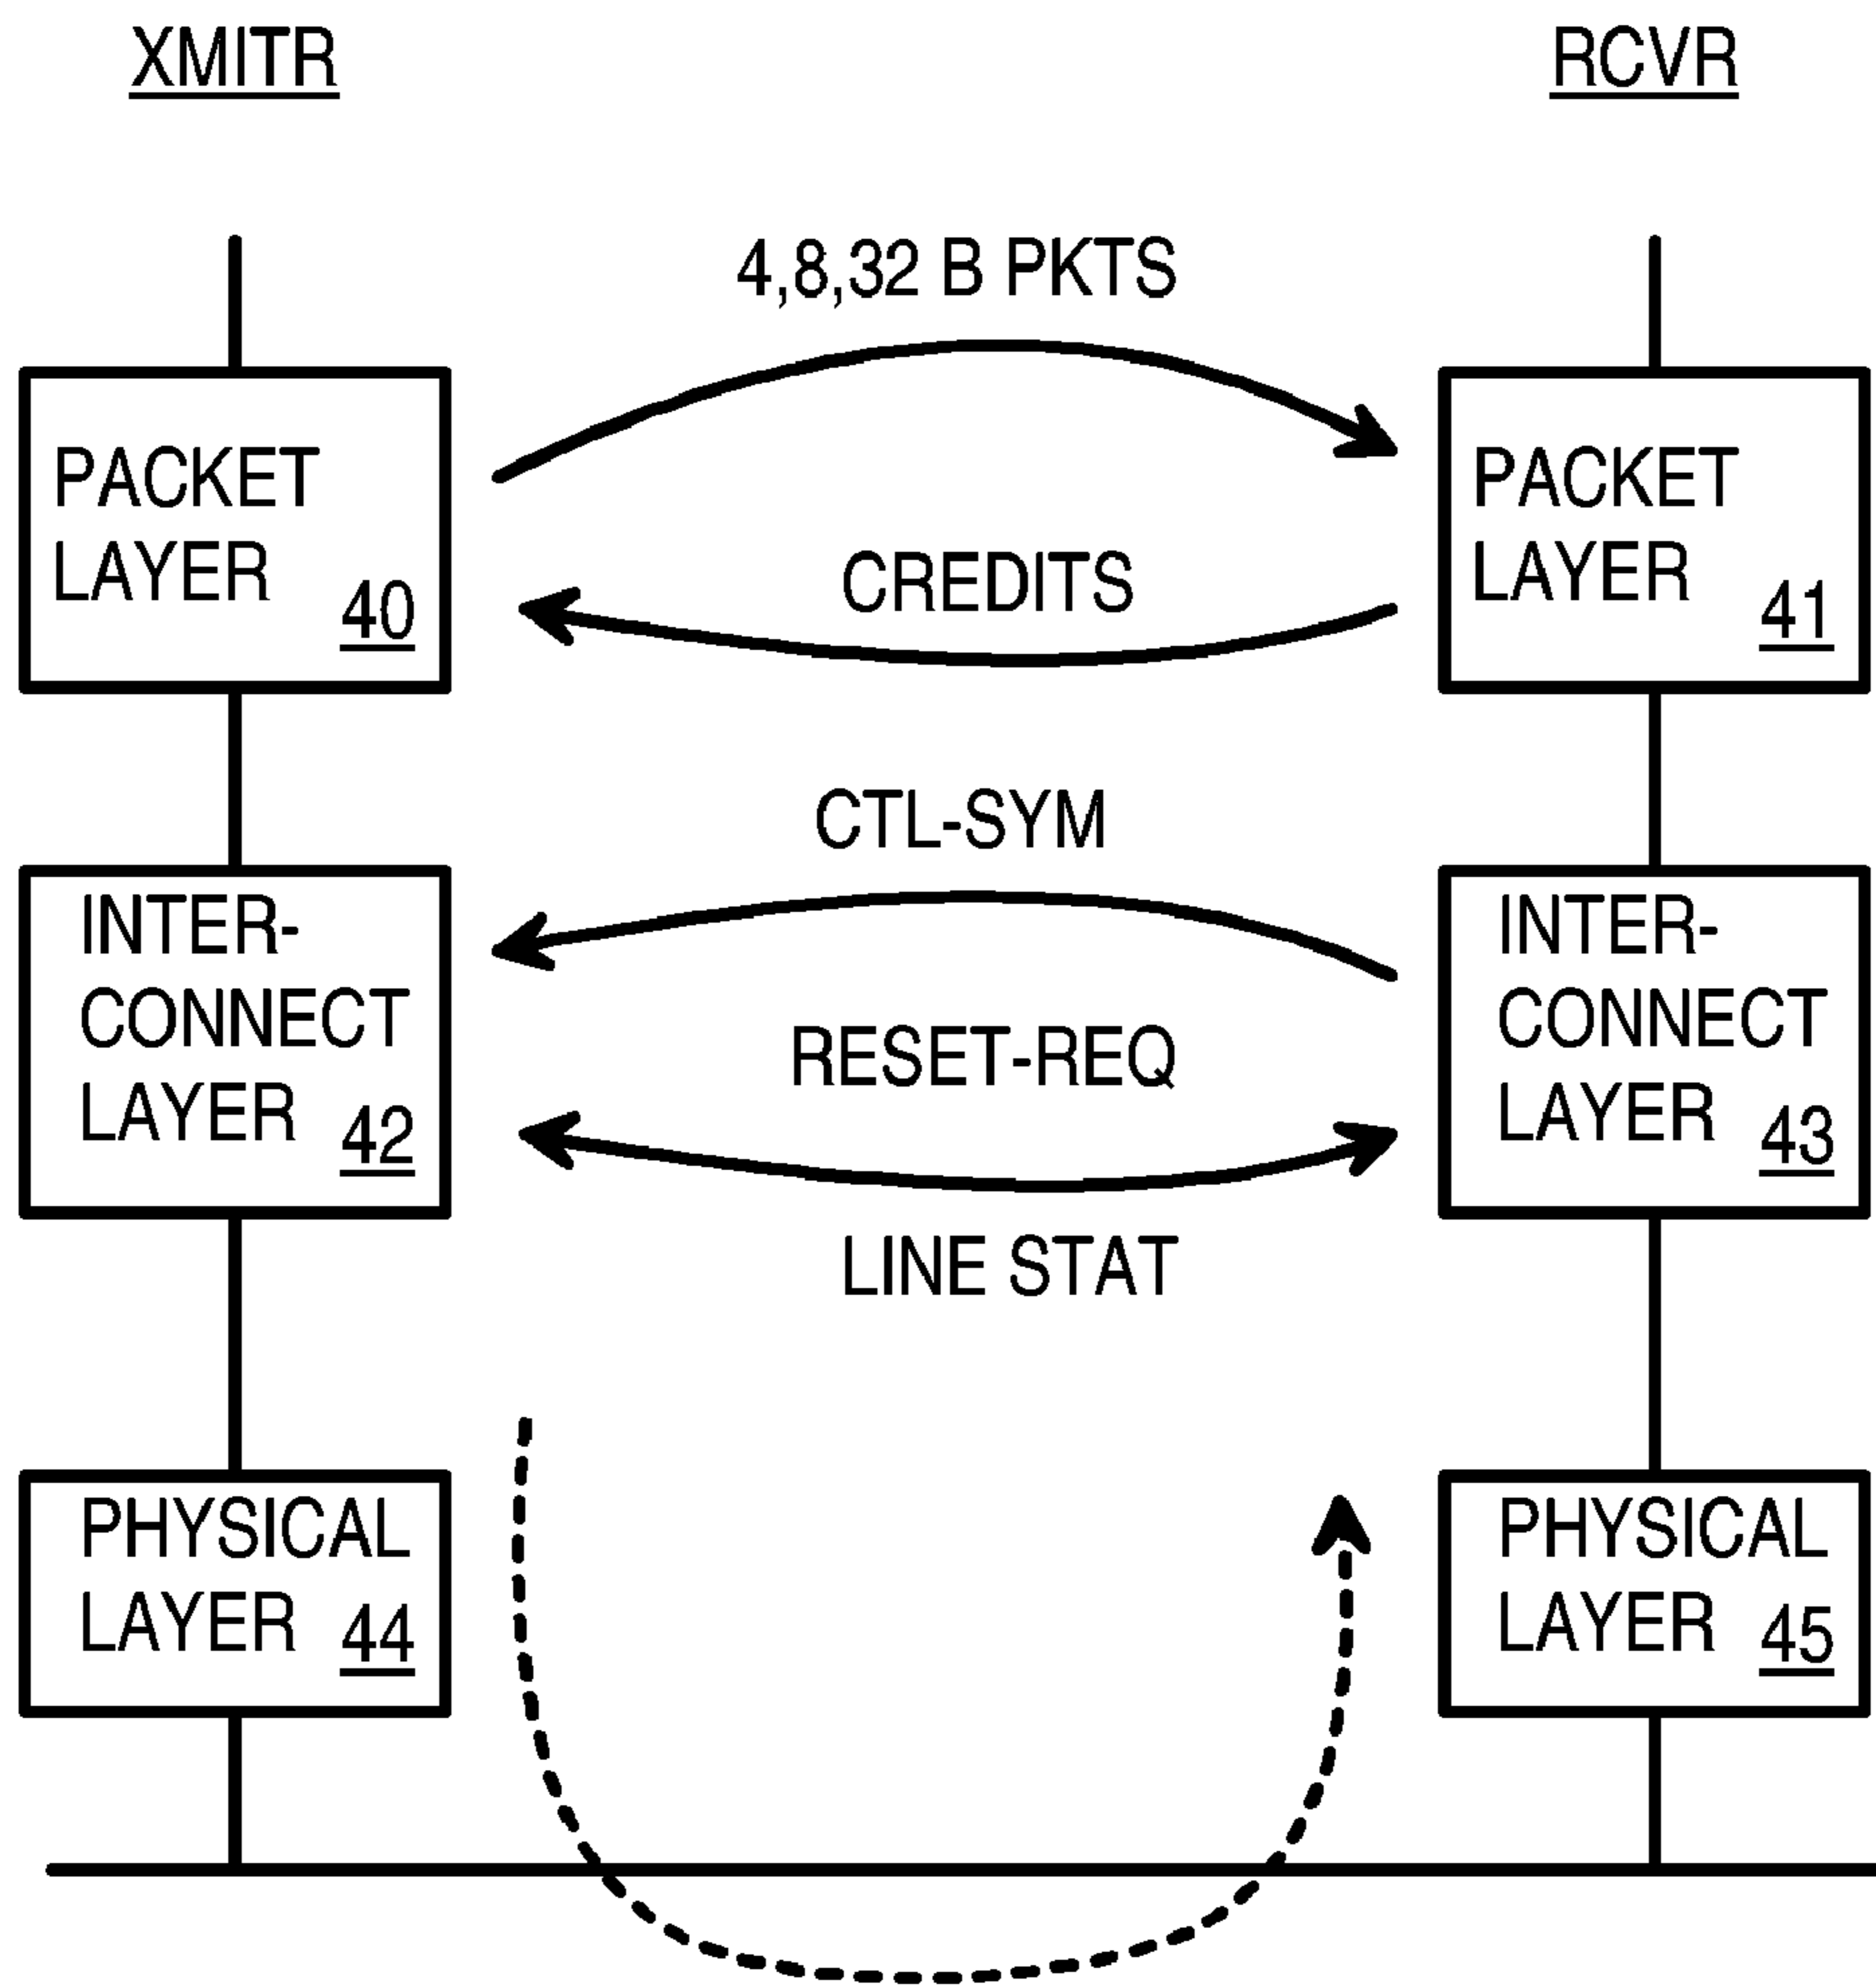 XMITR
RCVR
4,8,32 B PKTS
PACKET
LAYER
40
CREDITS
PACKET
LAYER
41
CTL-SYM
INTER-
CONNECT
LAYER
42
RESET-REQ
LINE STAT
INTER-
CONNECT
LAYER
43
PHYSICAL
LAYER
44
PHYSICAL
LAYER
45